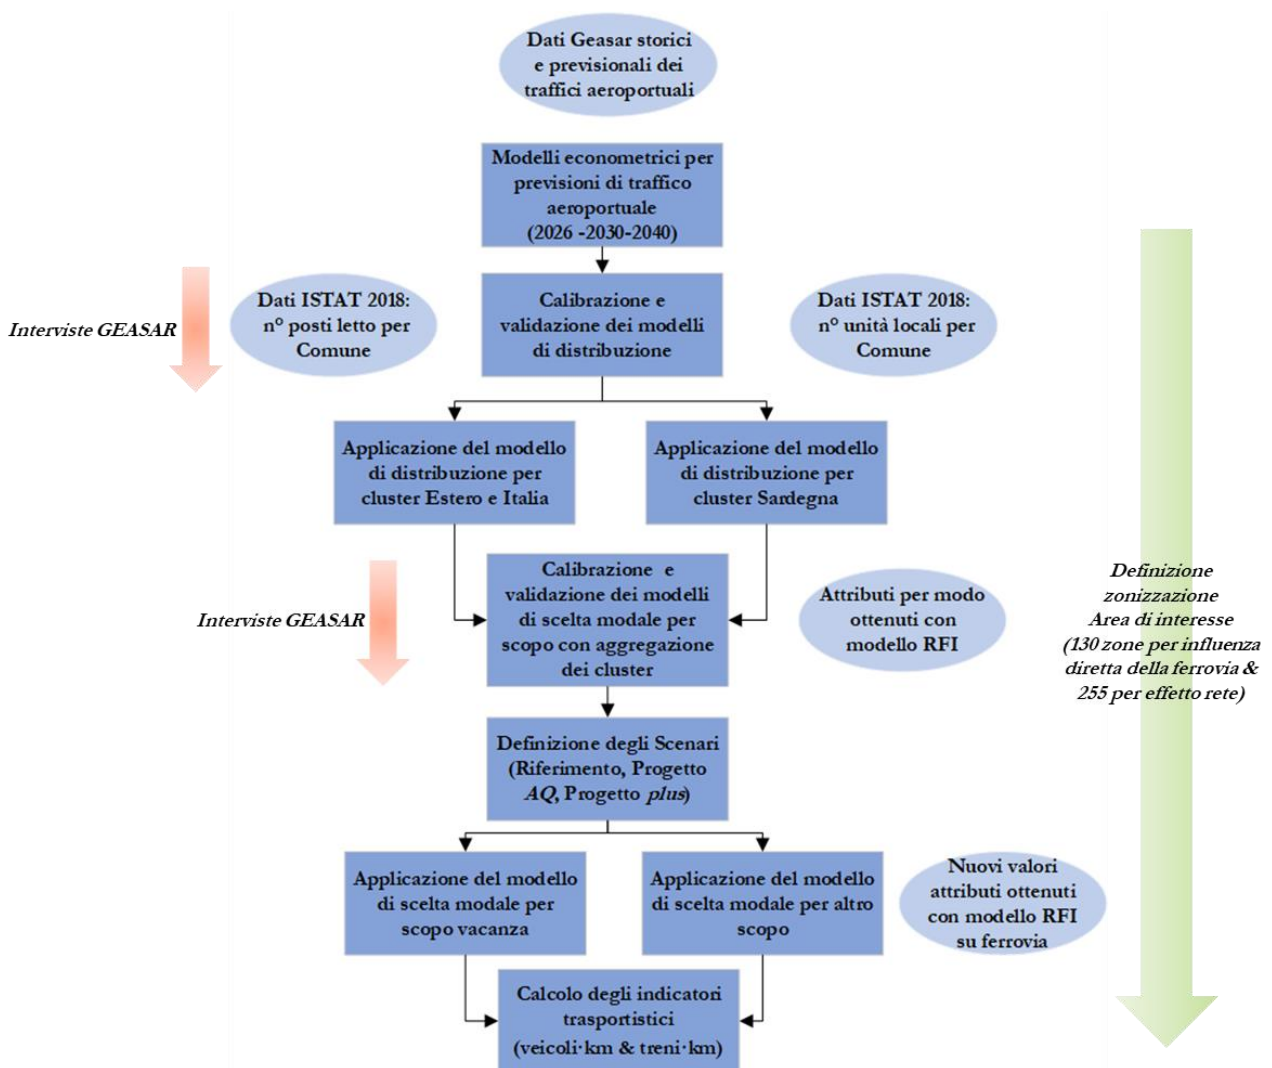 Dati Geasar storici
e previsionali dei
traffici aeroportuali
Modelli econometrici per
previsioni di traffico
aeroportuale
(2026 -2030-2040)
Interviste GEASAR
Dati ISTAT 2018:
n° posti letto per
Comune
Calibrazione e
validazione dei modelli
di distribuzione
Dati ISTAT 2018:
n° unità locali per
Comune
Applicazione del modello
di distribuzione per
cluster Estero e Italia
Applicazione del modello
di distribuzione per
cluster Sardegna
Interviste GEASAR
Calibrazione e
validazione dei modelli
di scelta modale per
scopo con aggregazione
dei cluster
Attributi per modo
ottenuti con
modello RFI
Definizione
zonizzazione
Area di interesse
(130 zone per influenza
diretta della ferrovia &
255 per effetto rete)
Definizione degli Scenari
(Riferimento, Progetto
AQ, Progetto plus)
Applicazione del modello
di scelta modale per
scopo vacanza
Applicazione del modello
di scelta modale per altro
scopo
Nuovi valori
attributi ottenuti
con modello RFI
su ferrovia
Calcolo degli indicatori
trasportistici
(veicoli·km & treni·km)